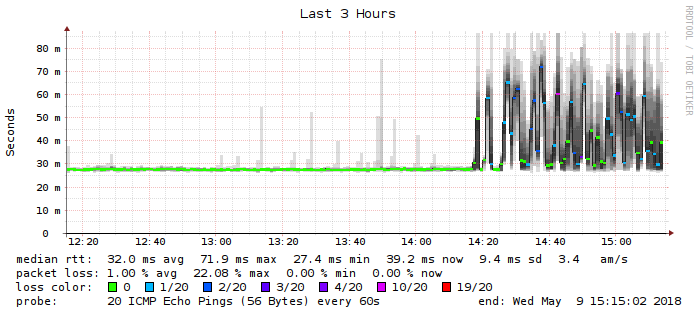 Last 3 Hours
RRDTOOL / TOBI OETIKER
Seconds
80 m
70 m
60 m
50 m
40 m
30 m
20 m
10 m
0
12:20 12:40 13:00 13:20 13:40 14:00 14:20 14:40 15:00
median rtt: 32.0 ms avg 71.9 ms max 27.4 ms min 39.2 ms now 9.4 ms sd 3.4 am/s
packet loss: 1.00 % avg 22.08 % max 0.00 % min 0.00 % now
loss color: 0 1/20 2/20 3/20 4/20 10/20 19/20
probe: 20 ICMP Echo Pings (56 Bytes) every 60s end: Wed May 9 15:15:02 2018